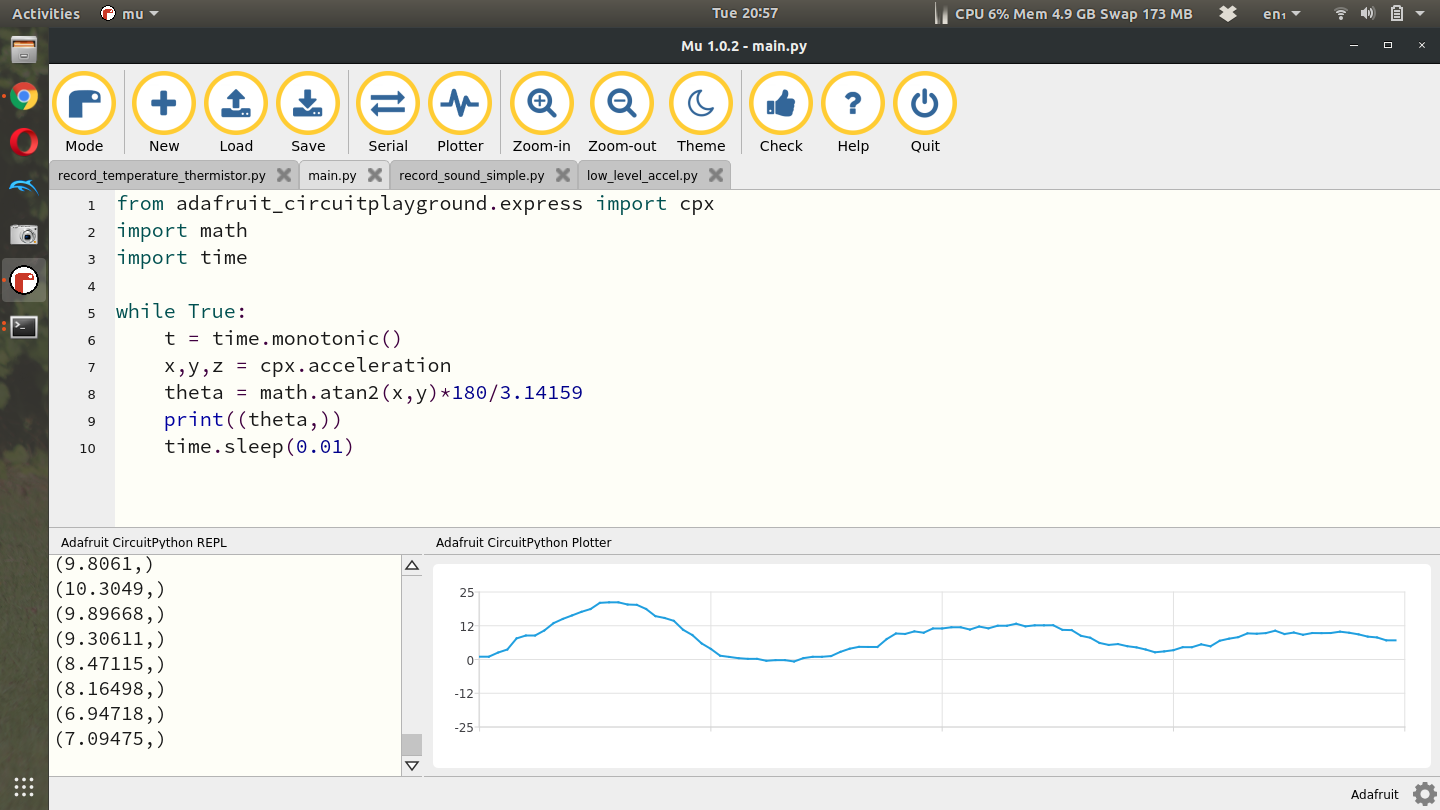 Activities mu Tue 20:57 CPU 6% Mem 4.9 GB Swap 173 MB en₁
Mu 1.0.2 - main.py
Mode New Load Save Serial Plotter Zoom-in Zoom-out Theme Check Help Quit
record_temperature_thermistor.py main.py record_sound_simple.py low_level_accel.py
1 from adafruit_circuitplayground.express import cpx
2 import math
3 import time
4
5 while True:
6     t = time.monotonic()
7     x,y,z = cpx.acceleration
8     theta = math.atan2(x,y)*180/3.14159
9     print((theta,))
10     time.sleep(0.01)
Adafruit CircuitPython REPL
(9.8061,)
(10.3049,)
(9.89668,)
(9.30611,)
(8.47115,)
(8.16498,)
(6.94718,)
(7.09475,)
Adafruit CircuitPython Plotter
25
12
0
-12
-25
Adafruit